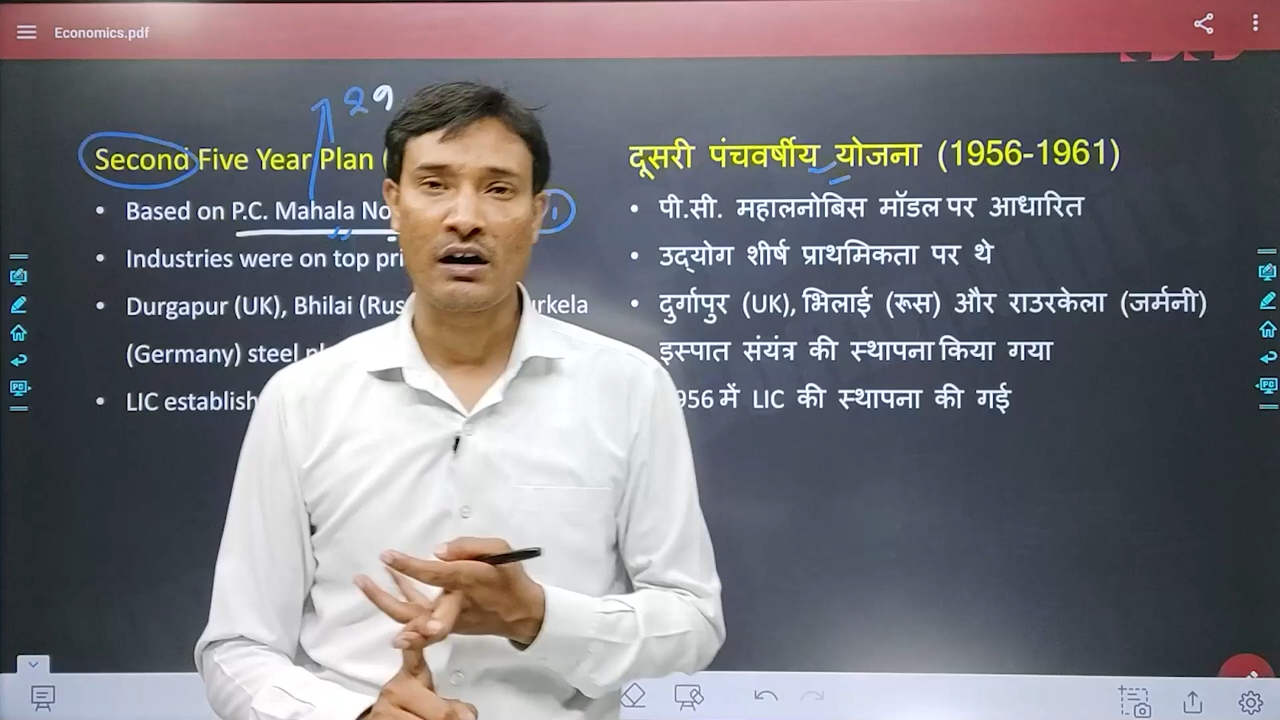 Economics.pdf
29
Second Five Year Plan (
Based on P.C. Mahala No
1
Industries were on top pri
Durgapur (UK), Bhilai (Rus
(Germany) steel
LIC establish
दूसरी पंचवर्षीय योजना (1956-1961)
पी.सी. महालनोबिस मॉडल पर आधारित
उद्योग शीर्ष प्राथमिकता पर थे
दुर्गापुर (UK), भिलाई (रूस) और राउरकेला (जर्मनी)
इस्पात संयंत्र की स्थापना किया गया
956 में LIC की स्थापना की गई